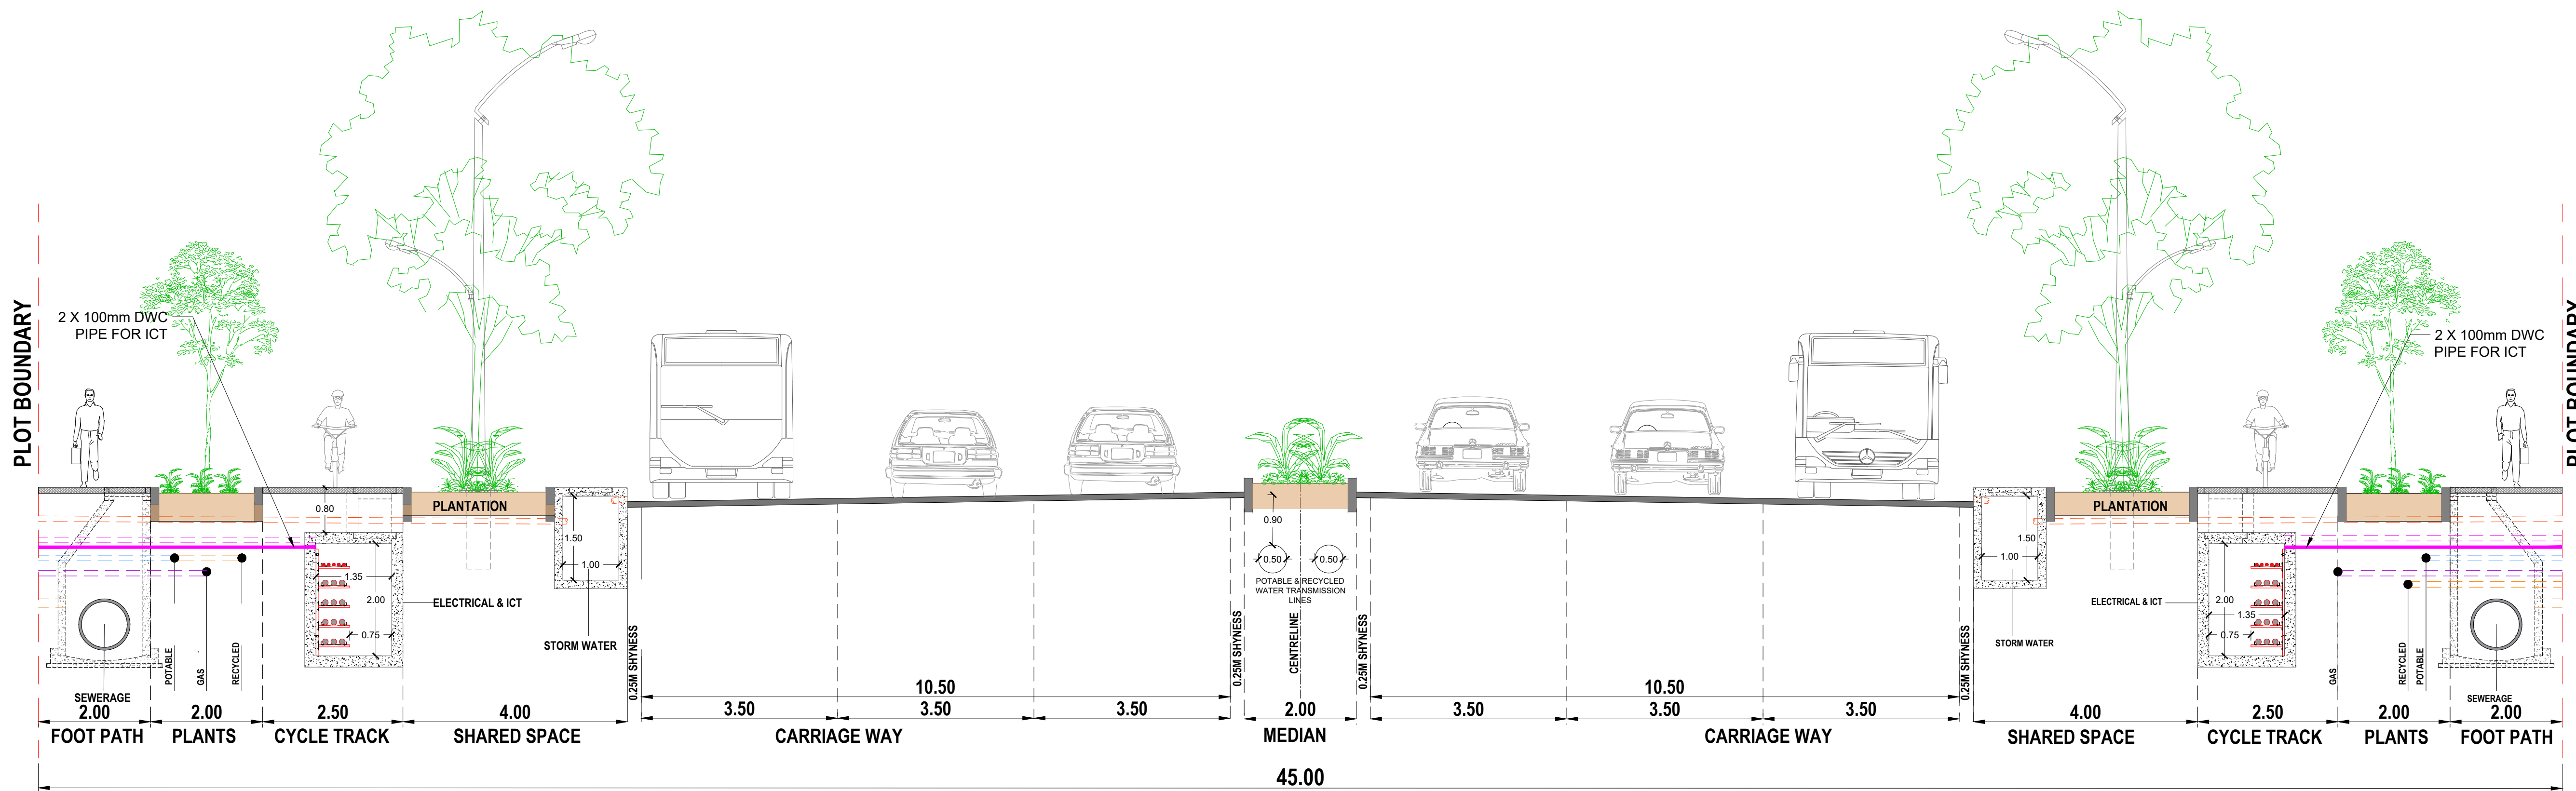 PLOT BOUNDARY
2 X 100mm DWC
PIPE FOR ICT
0.80
PLANTATION
1.50
1.00
1.35
2.00
0.75
ELECTRICAL & ICT
STORM WATER
SEWERAGE
POTABLE
GAS
RECYCLED
0.25M SHYNESS
0.90
0.50
0.50
POTABLE & RECYCLED
WATER TRANSMISSION
LINES
0.25M SHYNESS
CENTRELINE
0.25M SHYNESS
0.25M SHYNESS
2 X 100mm DWC
PIPE FOR ICT
PLOT BOUNDARY
PLANTATION
1.50
1.00
2.00
1.35
0.75
ELECTRICAL & ICT
STORM WATER
GAS
RECYCLED
POTABLE
SEWERAGE
10.50
10.50
2.00
2.00
2.50
4.00
3.50
3.50
3.50
2.00
3.50
3.50
3.50
4.00
2.50
2.00
2.00
FOOT PATH
PLANTS
CYCLE TRACK
SHARED SPACE
CARRIAGE WAY
MEDIAN
CARRIAGE WAY
SHARED SPACE
CYCLE TRACK
PLANTS
FOOT PATH
45.00